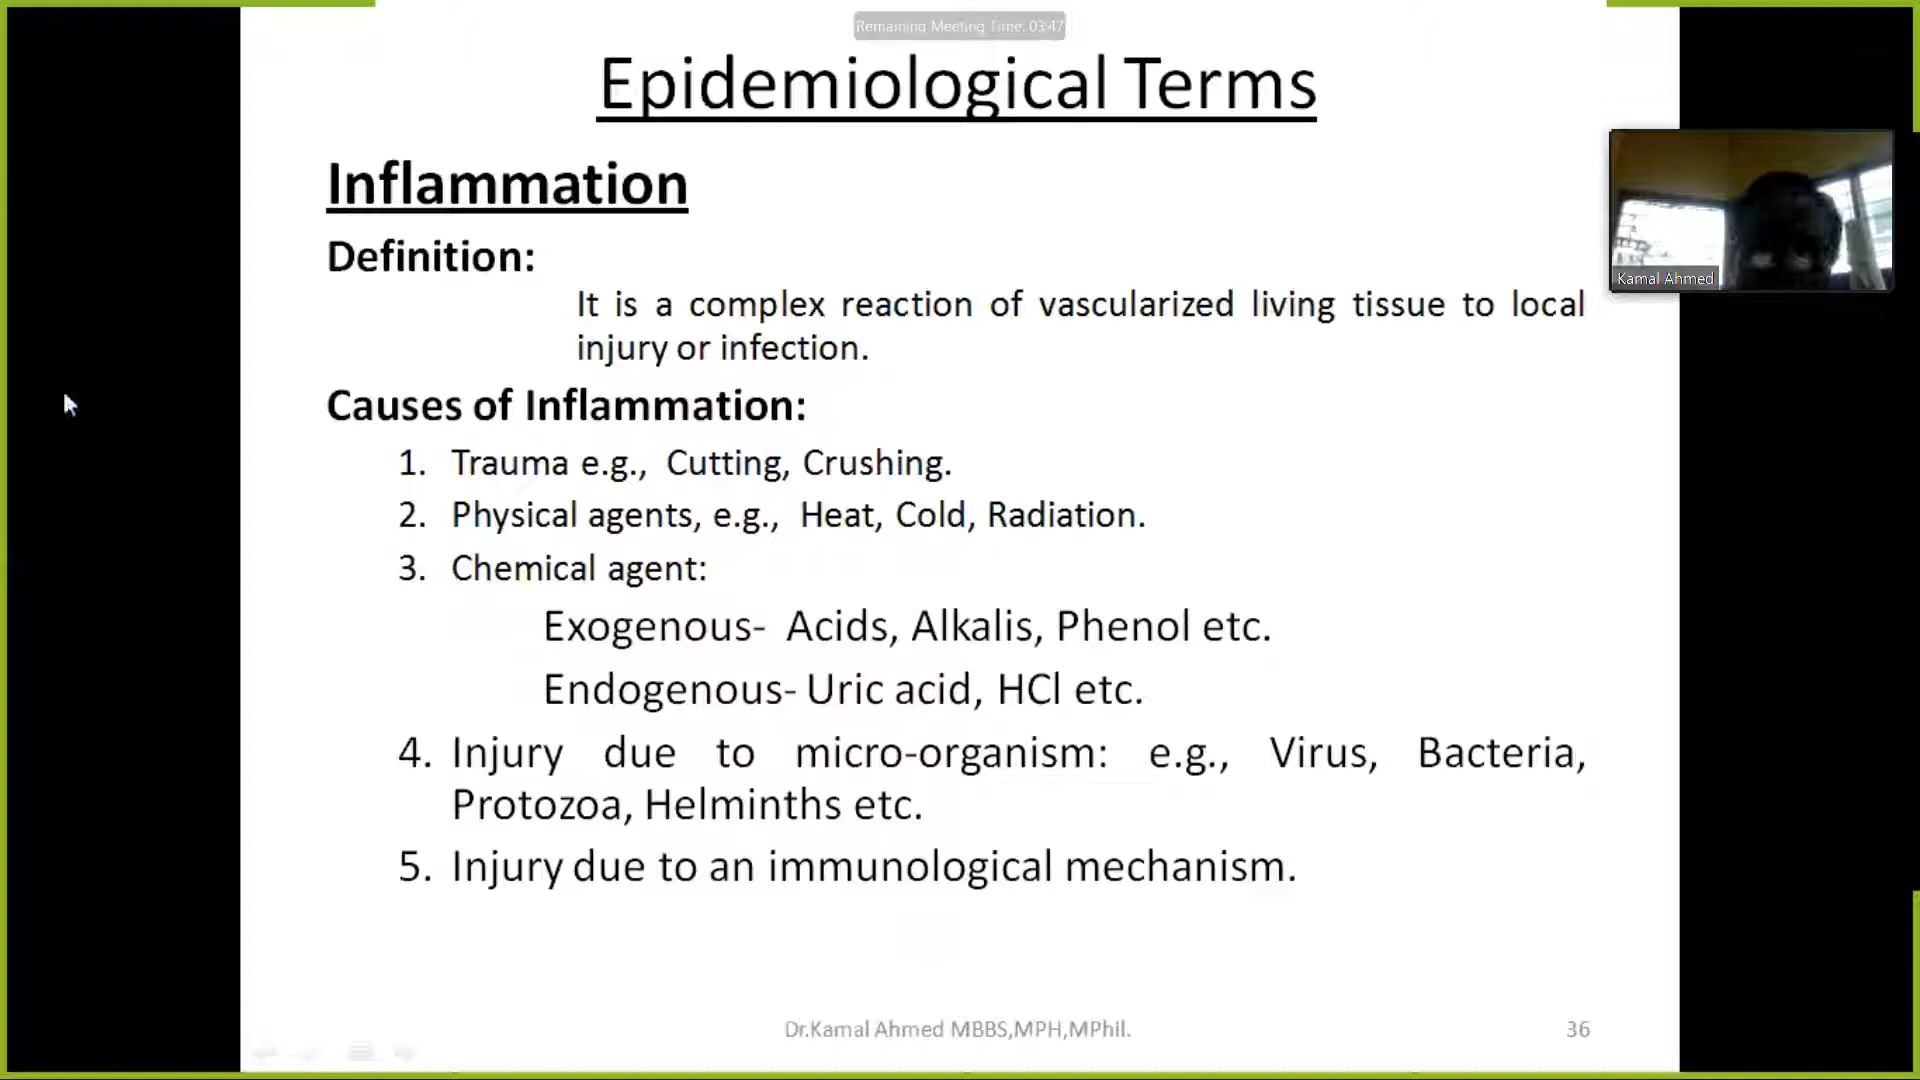 Remaining Meeting Time: 03:47
Epidemiological Terms
Inflammation
Kamal Ahmed
Definition:
It is a complex reaction of vascularized living tissue to local
injury or infection.
Causes of Inflammation:
1. Trauma e.g., Cutting, Crushing.
2. Physical agents, e.g., Heat, Cold, Radiation.
3. Chemical agent:
Exogenous- Acids, Alkalis, Phenol etc.
Endogenous- Uric acid, HCl etc.
4. Injury due to micro-organism: e.g., Virus, Bacteria,
Protozoa, Helminths etc.
5. Injury due to an immunological mechanism.
Dr.Kamal Ahmed MBBS,MPH,MPhil.
36